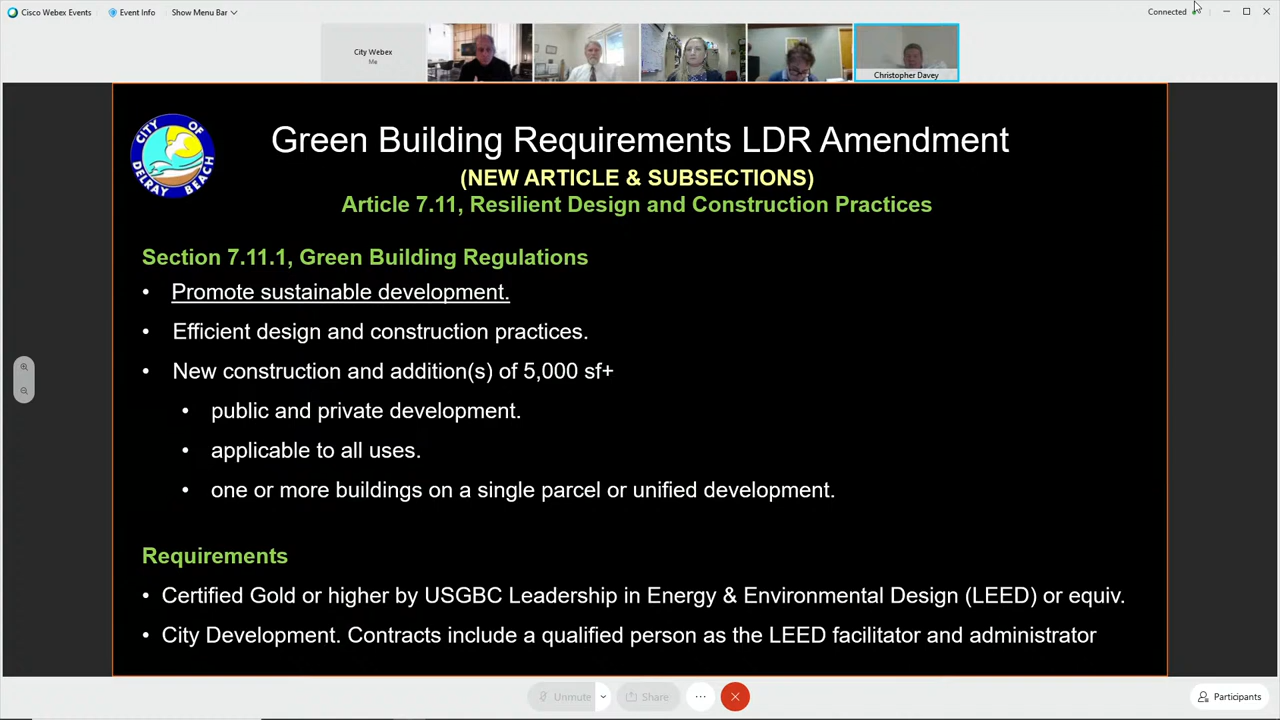 Cisco Webex Events
Event Info
Show Menu Bar
Connected
City Webex
Me
Christopher Davey
CITY OF
DELRAY BEACH
Green Building Requirements LDR Amendment
(NEW ARTICLE & SUBSECTIONS)
Article 7.11, Resilient Design and Construction Practices
Section 7.11.1, Green Building Regulations
• Promote sustainable development.
• Efficient design and construction practices.
• New construction and addition(s) of 5,000 sf+
• public and private development.
• applicable to all uses.
• one or more buildings on a single parcel or unified development.
Requirements
• Certified Gold or higher by USGBC Leadership in Energy & Environmental Design (LEED) or equiv.
• City Development. Contracts include a qualified person as the LEED facilitator and administrator
Unmute
Share
Participants